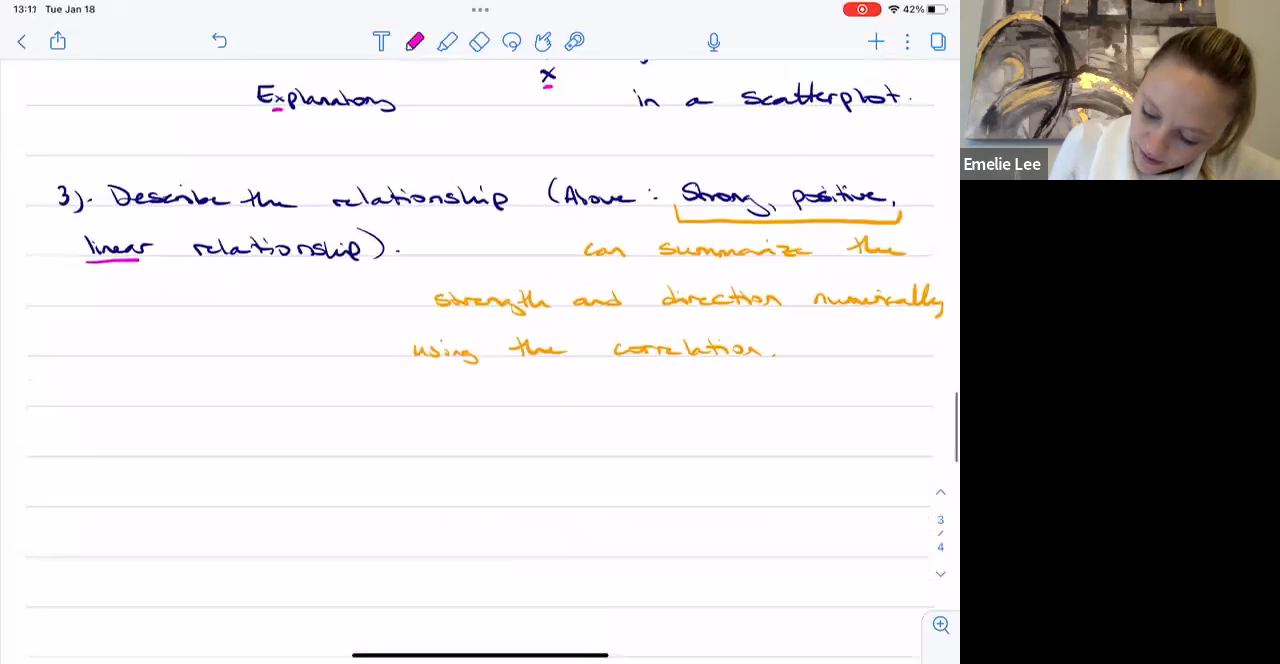 13:11 Tue Jan 18
42%
x
Explanatory
in a scatterplot.
3). Describe the relationship (Above: Strong, positive,
linear relationship).
can summarize the
strength and direction numerically
using the correlation.
3
/
4
Emelie Lee